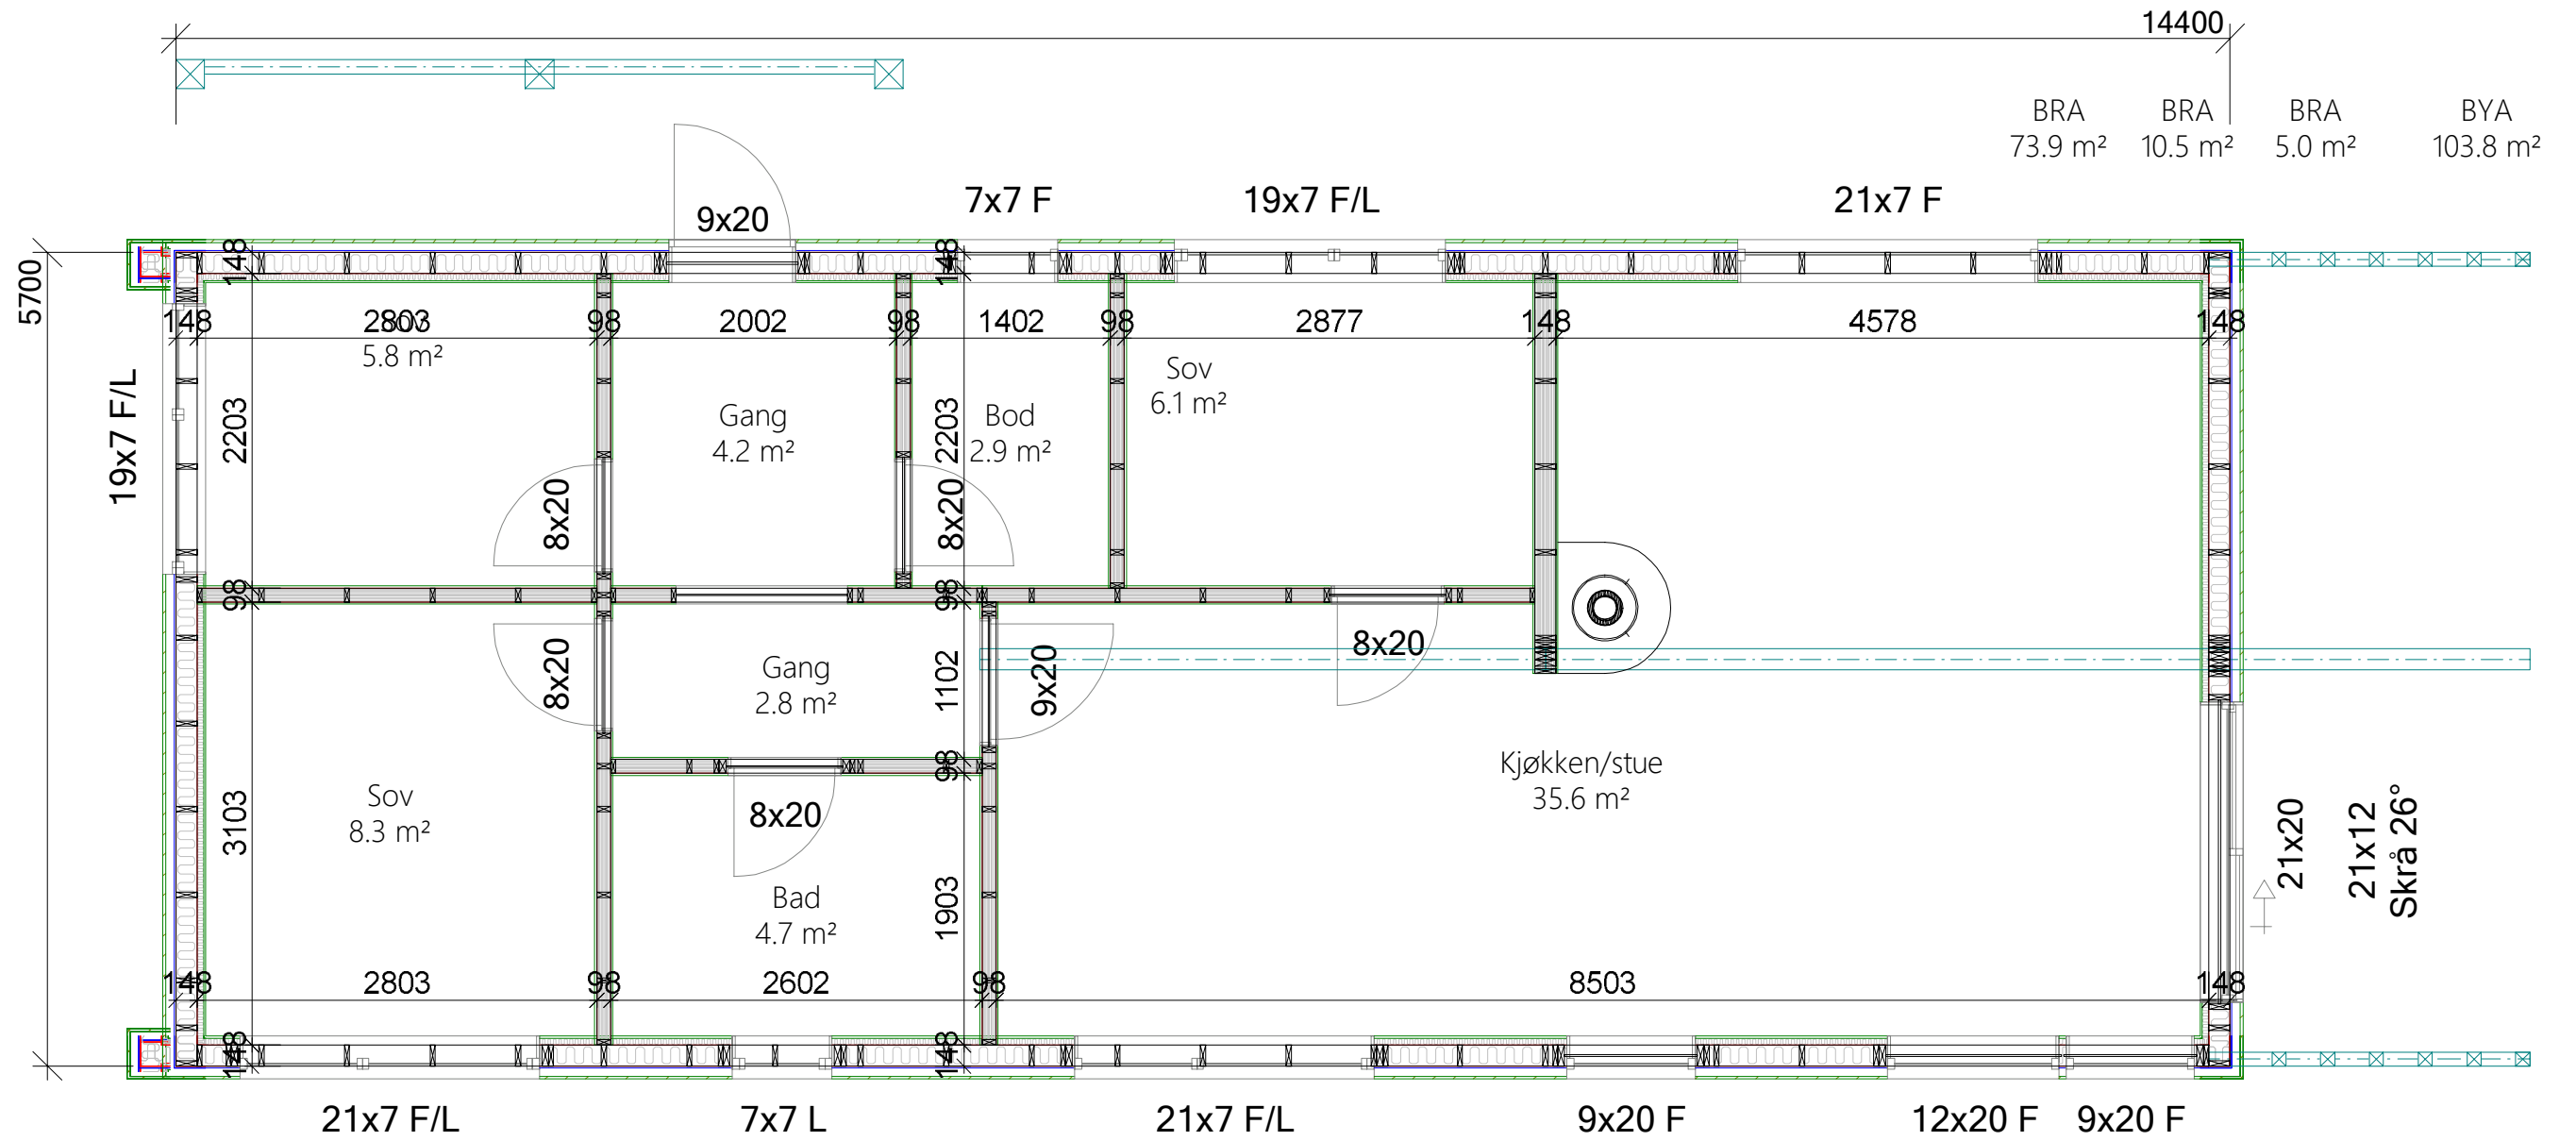 14400
BRA BRA BRA BYA
73.9 m² 10.5 m² 5.0 m² 103.8 m²
7x7 F 19x7 F/L 21x7 F
9x20
5700
148
148
148 2803 98 2002 98 1402 98 2877 148 4578 148
Sov
5.8 m²
19x7 F/L
2203
Gang
4.2 m²
2203
Bod
2.9 m²
Sov
6.1 m²
8x20
8x20
98
98
8x20
Gang
2.8 m²
1102
9x20
8x20
98
Kjøkken/stue
35.6 m²
Sov
8.3 m²
3103
8x20
Bad
4.7 m²
1903
21x20
21x12
Skrå 26°
148 2803 98 2602 98 8503 148
148
148
21x7 F/L 7x7 L 21x7 F/L 9x20 F 12x20 F 9x20 F